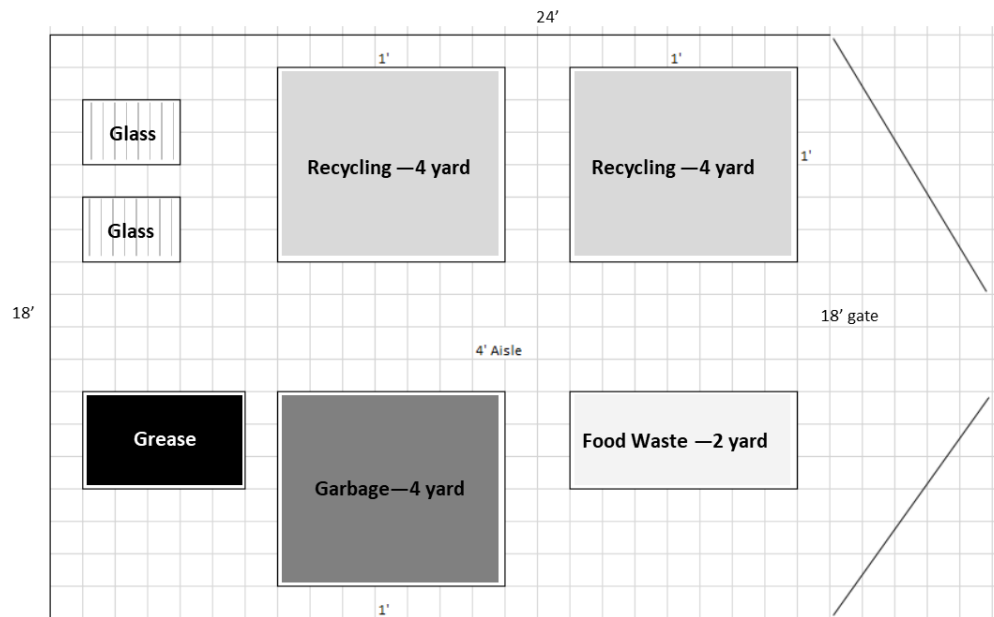 24’
1'
1'
Glass
Recycling —4 yard
Recycling —4 yard
1'
Glass
18’
18’ gate
4' Aisle
Grease
Food Waste —2 yard
Garbage—4 yard
1'